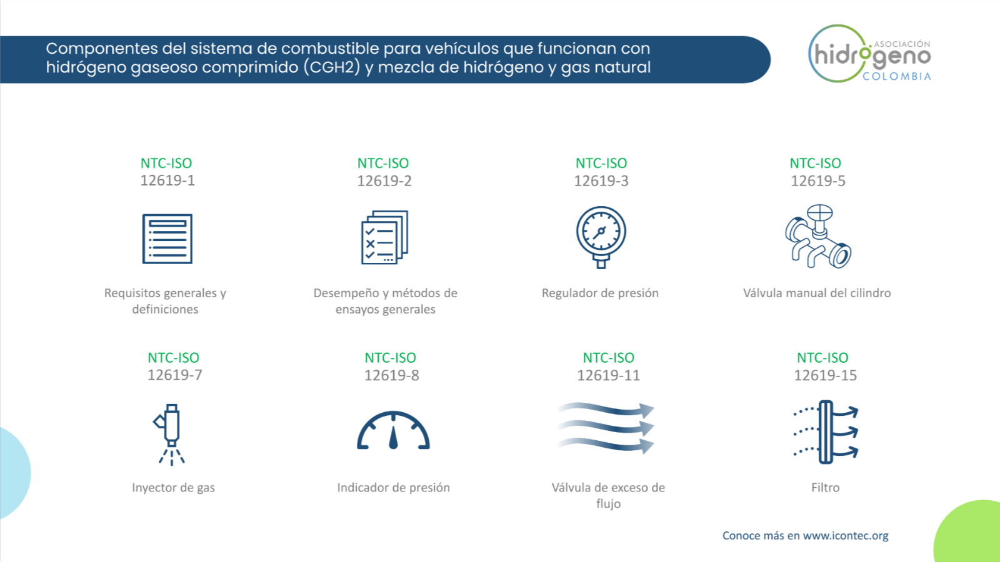 Componentes del sistema de combustible para vehículos que funcionan con
hidrógeno gaseoso comprimido (CGH2) y mezcla de hidrógeno y gas natural
ASOCIACIÓN
hidrógeno
COLOMBIA
NTC-ISO
12619-1
Requisitos generales y
definiciones
NTC-ISO
12619-2
Desempeño y métodos de
ensayos generales
NTC-ISO
12619-3
Regulador de presión
NTC-ISO
12619-5
Válvula manual del cilindro
NTC-ISO
12619-7
Inyector de gas
NTC-ISO
12619-8
Indicador de presión
NTC-ISO
12619-11
Válvula de exceso de
flujo
NTC-ISO
12619-15
Filtro
Conoce más en www.icontec.org